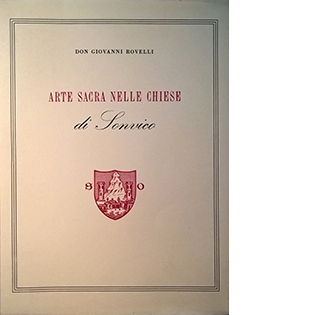 DON GIOVANNI ROVELLI
ARTE SACRA NELLE CHIESE
di Sonvico
S O